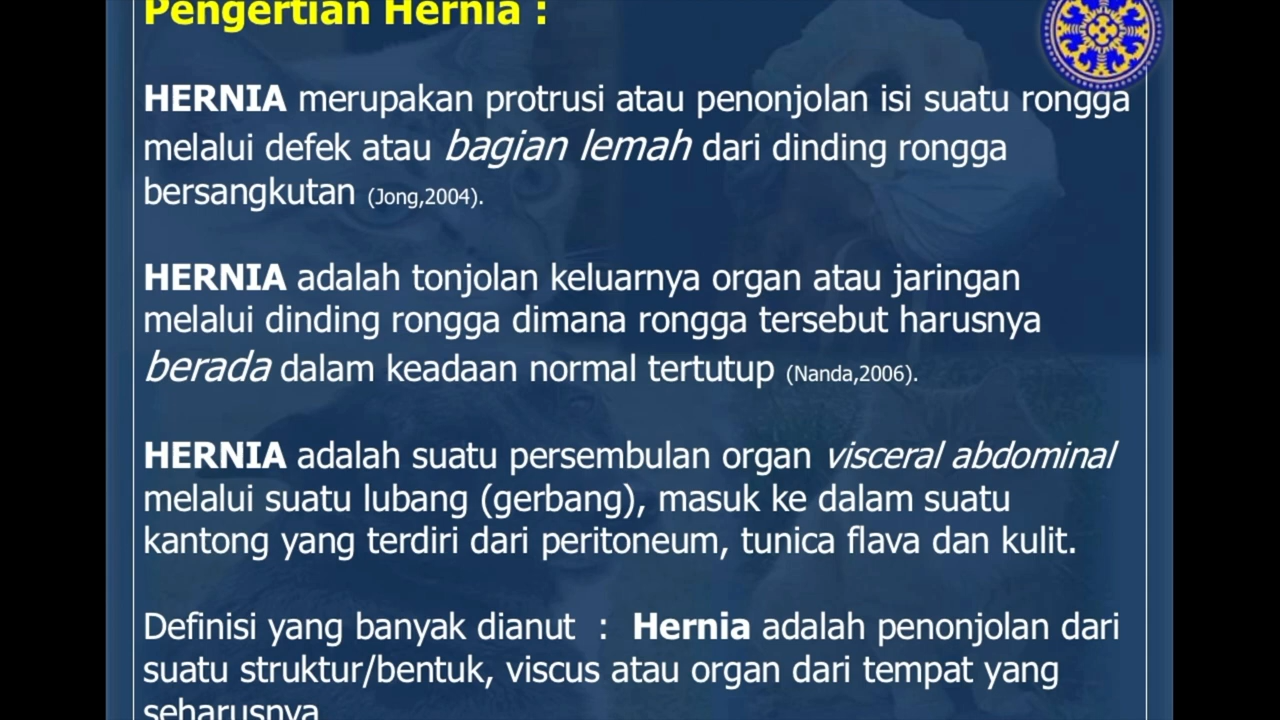 Pengertian Hernia :
HERNIA merupakan protrusi atau penonjolan isi suatu rongga
melalui defek atau bagian lemah dari dinding rongga
bersangkutan (Jong,2004).
HERNIA adalah tonjolan keluarnya organ atau jaringan
melalui dinding rongga dimana rongga tersebut harusnya
berada dalam keadaan normal tertutup (Nanda,2006).
HERNIA adalah suatu persembulan organ visceral abdominal
melalui suatu lubang (gerbang), masuk ke dalam suatu
kantong yang terdiri dari peritoneum, tunica flava dan kulit.
Definisi yang banyak dianut : Hernia adalah penonjolan dari
suatu struktur/bentuk, viscus atau organ dari tempat yang
seharusnya